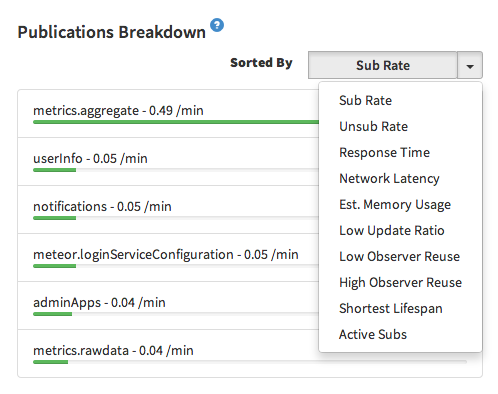 Publications Breakdown ?
Sorted By Sub Rate
metrics.aggregate - 0.49 /min
userInfo - 0.05 /min
notifications - 0.05 /min
meteor.loginServiceConfiguration - 0.05 /min
adminApps - 0.04 /min
metrics.rawdata - 0.04 /min
Sub Rate
Unsub Rate
Response Time
Network Latency
Est. Memory Usage
Low Update Ratio
Low Observer Reuse
High Observer Reuse
Shortest Lifespan
Active Subs